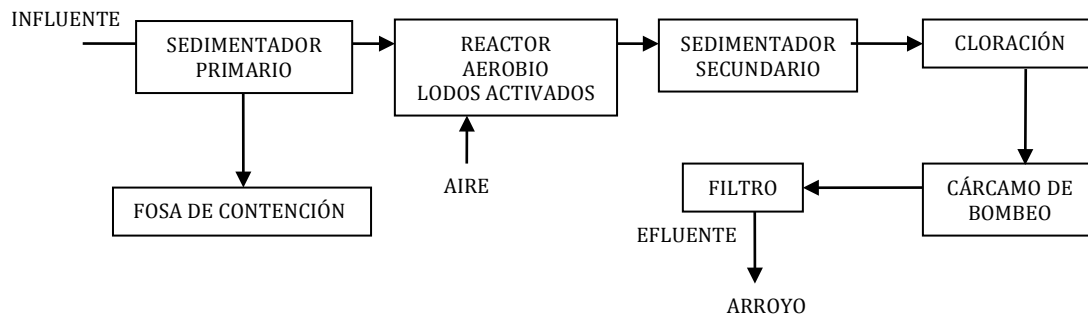 INFLUENTE
SEDIMENTADOR
PRIMARIO
REACTOR
AEROBIO
LODOS ACTIVADOS
SEDIMENTADOR
SECUNDARIO
CLORACIÓN
AIRE
FOSA DE CONTENCIÓN
FILTRO
CÁRCAMO DE
BOMBEO
EFLUENTE
ARROYO